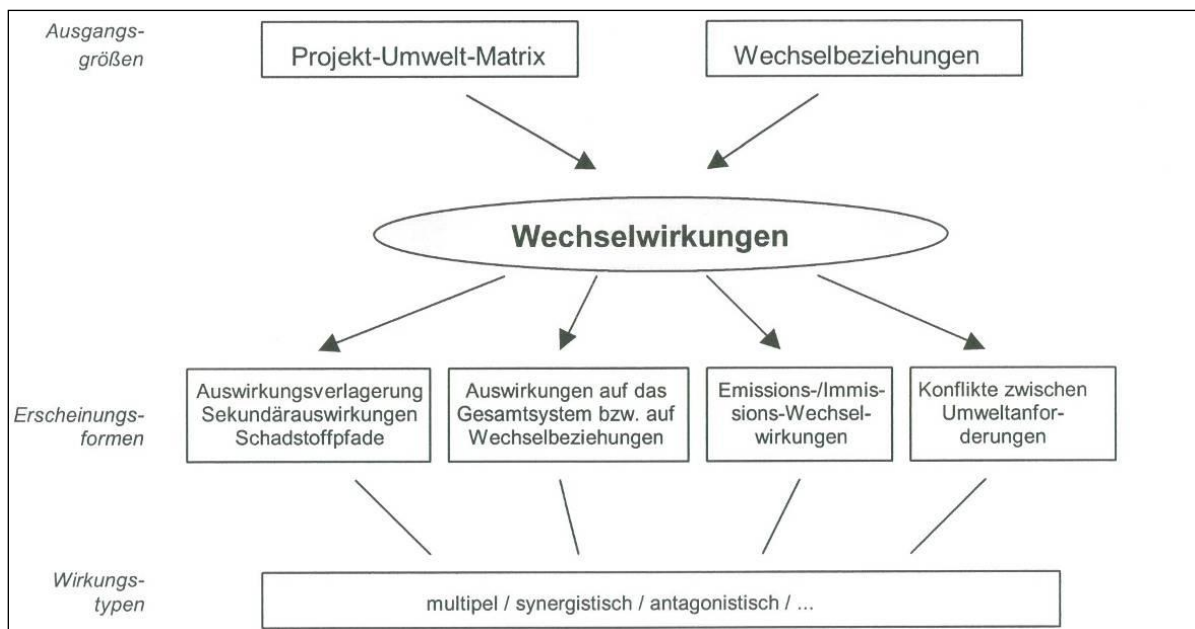 Ausgangs-
größen
Projekt-Umwelt-Matrix
Wechselbeziehungen
Wechselwirkungen
Erscheinungs-
formen
Auswirkungsverlagerung
Sekundärauswirkungen
Schadstoffpfade
Auswirkungen auf das
Gesamtsystem bzw. auf
Wechselbeziehungen
Emissions-/Immis-
sions-Wechsel-
wirkungen
Konflikte zwischen
Umweltanfor-
derungen
Wirkungs-
typen
multipel / synergistisch / antagonistisch / ...